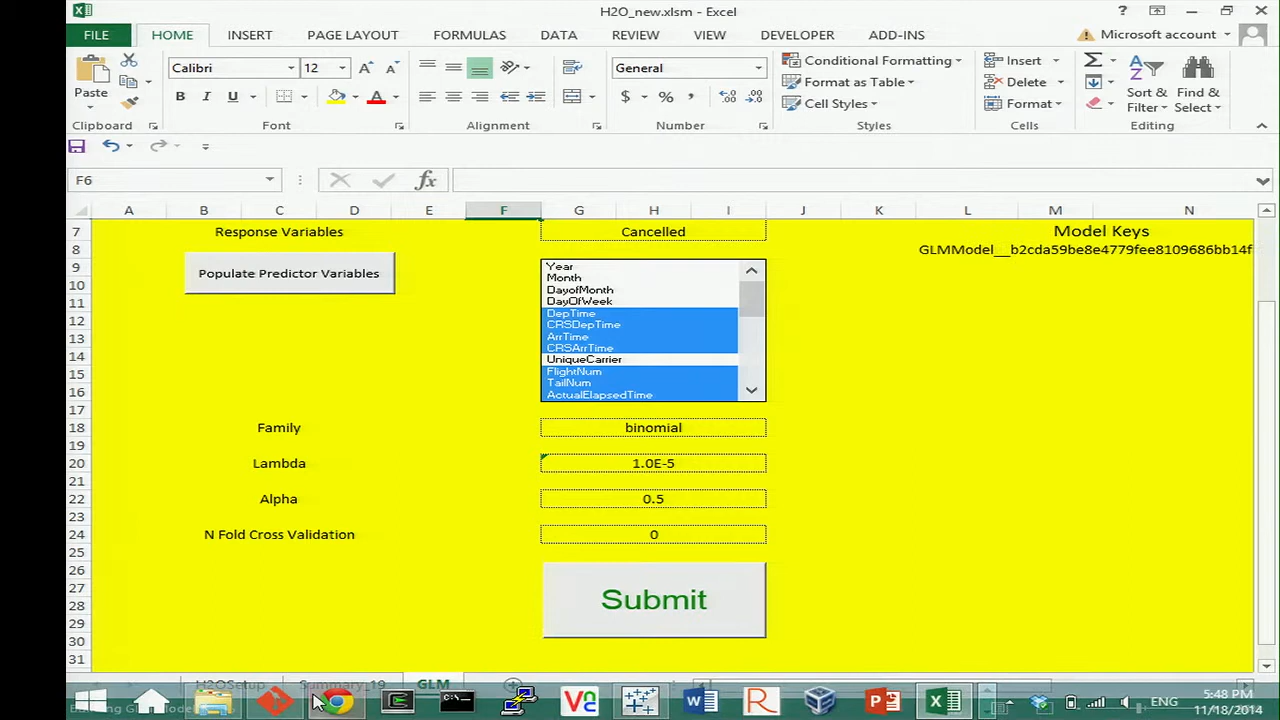 H2O_new.xlsm - Excel
FILE
HOME
INSERT
PAGE LAYOUT
FORMULAS
DATA
REVIEW
VIEW
DEVELOPER
ADD-INS
Microsoft account
Paste
Clipboard
Calibri
12
Font
Alignment
General
Number
Conditional Formatting
Format as Table
Cell Styles
Styles
Insert
Delete
Format
Cells
Sort &
Filter
Find &
Select
Editing
F6
A B C D E F G H I J K L M N
7
8
9
10
11
12
13
14
15
16
17
18
19
20
21
22
23
24
25
26
27
28
29
30
31
Response Variables
Cancelled
Model Keys
GLMModel__b2cda59be8e4779fee8109686bb14f
Populate Predictor Variables
Year
Month
DayofMonth
DayOfWeek
DepTime
CRSDepTime
ArrTime
CRSArrTime
UniqueCarrier
FlightNum
TailNum
ActualElapsedTime
Family
binomial
Lambda
1.0E-5
Alpha
0.5
N Fold Cross Validation
0
Submit
H2OSetup
Summary_19
GLM
ENG
5:48 PM
11/18/2014